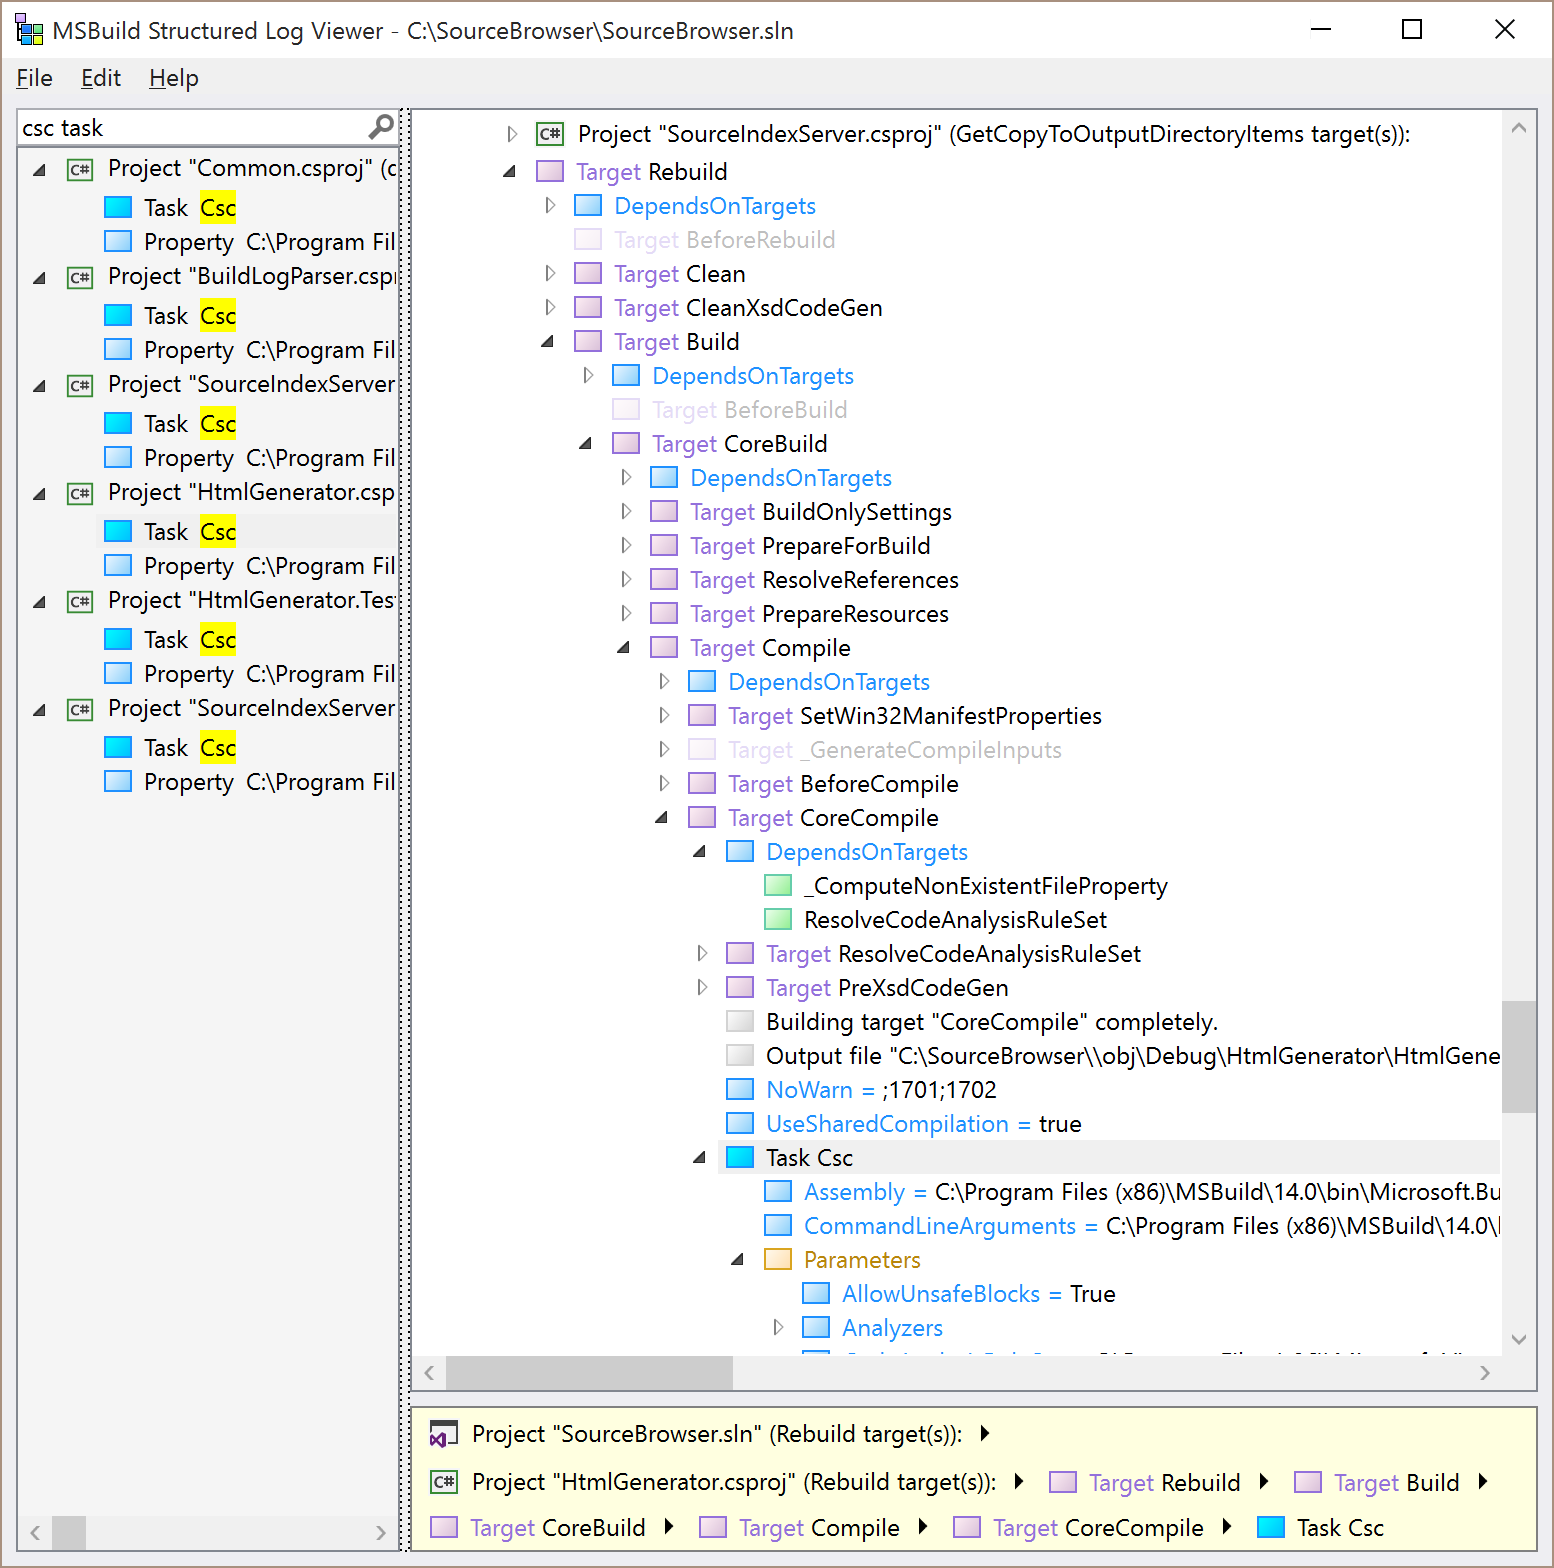 MSBuild Structured Log Viewer - C:\SourceBrowser\SourceBrowser.sln
File Edit Help
csc task
Project "Common.csproj" (
Task Csc
Property C:\Program Fil
Project "BuildLogParser.csp
Task Csc
Property C:\Program Fil
Project "SourceIndexServer
Task Csc
Property C:\Program Fil
Project "HtmlGenerator.csp
Task Csc
Property C:\Program Fil
Project "HtmlGenerator.Tes
Task Csc
Property C:\Program Fil
Project "SourceIndexServer
Task Csc
Property C:\Program Fil
Project "SourceIndexServer.csproj" (GetCopyToOutputDirectoryItems target(s)):
Target Rebuild
DependsOnTargets
Target BeforeRebuild
Target Clean
Target CleanXsdCodeGen
Target Build
DependsOnTargets
Target BeforeBuild
Target CoreBuild
DependsOnTargets
Target BuildOnlySettings
Target PrepareForBuild
Target ResolveReferences
Target PrepareResources
Target Compile
DependsOnTargets
Target SetWin32ManifestProperties
Target _GenerateCompileInputs
Target BeforeCompile
Target CoreCompile
DependsOnTargets
_ComputeNonExistentFileProperty
ResolveCodeAnalysisRuleSet
Target ResolveCodeAnalysisRuleSet
Target PreXsdCodeGen
Building target "CoreCompile" completely.
Output file "C:\SourceBrowser\\obj\Debug\HtmlGenerator\HtmlGene
NoWarn = ;1701;1702
UseSharedCompilation = true
Task Csc
Assembly = C:\Program Files (x86)\MSBuild\14.0\bin\Microsoft.Bu
CommandLineArguments = C:\Program Files (x86)\MSBuild\14.0\
Parameters
AllowUnsafeBlocks = True
Analyzers
Project "SourceBrowser.sln" (Rebuild target(s)):
Project "HtmlGenerator.csproj" (Rebuild target(s)): Target Rebuild Target Build
Target CoreBuild Target Compile Target CoreCompile Task Csc